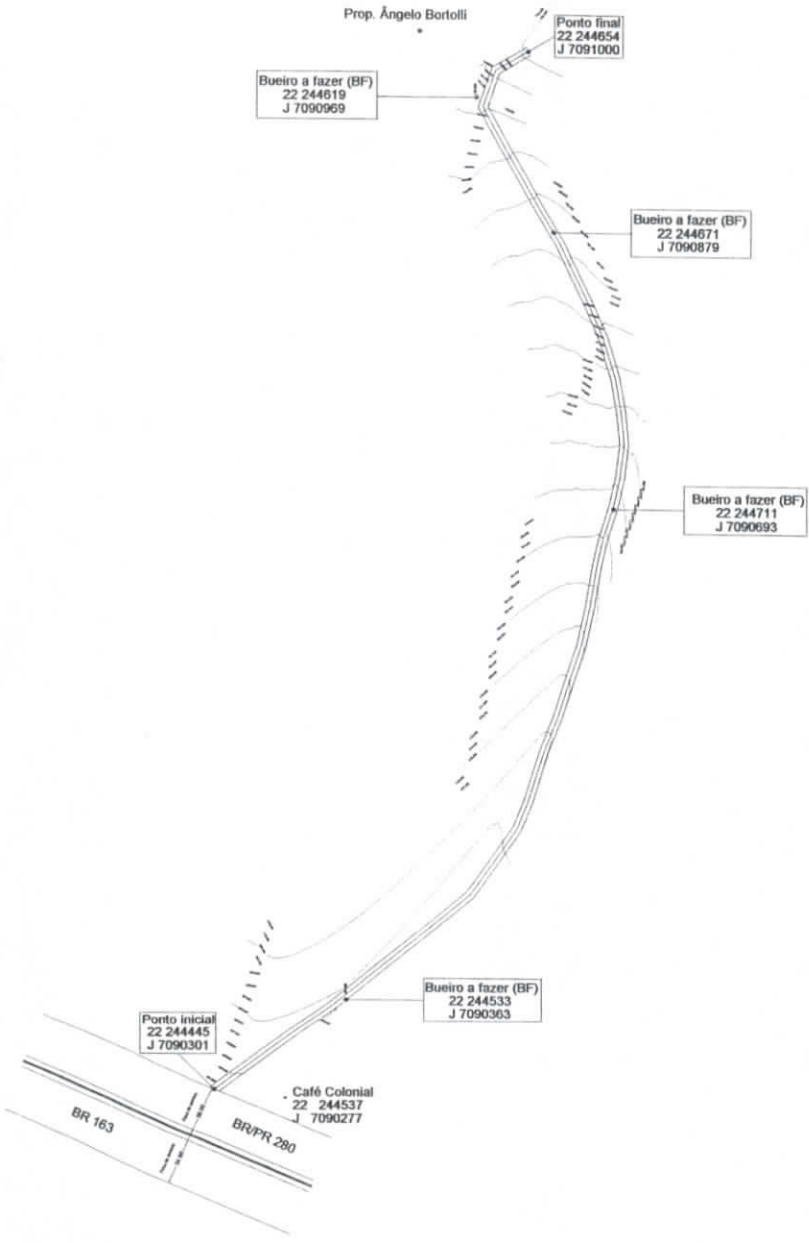 Prop. Ângelo Bortolli
Ponto final
22 244654
J 7091000
Bueiro a fazer (BF)
22 244619
J 7090969
Bueiro a fazer (BF)
22 244671
J 7090879
Bueiro a fazer (BF)
22 244711
J 7090693
Bueiro a fazer (BF)
22 244533
J 7090363
Ponto inicial
22 244445
J 7090301
Café Colonial
22 244537
J 7090277
BR 163
BR/PR 280